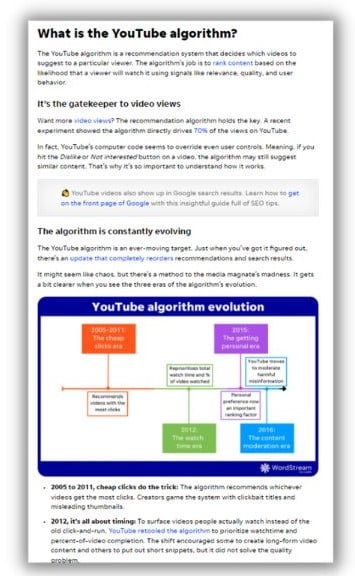 What is the YouTube algorithm?
The YouTube algorithm is a recommendation system that decides which videos to
suggest to a particular viewer. The algorithm's job is to rank content based on the
likelihood that a viewer will watch it using signals like relevance, quality, and user
behavior.
It's the gatekeeper to video views
Want more video views? The recommendation algorithm holds the key. A recent
experiment showed the algorithm directly drives 70% of the views on YouTube.
In fact, YouTube's computer code seems to override even user controls. Meaning, if you
hit the Dislike or Not interested button on a video, the algorithm may still suggest
similar content. That's why it's so important to understand how it works.
YouTube videos also show up in Google search results. Learn how to get
on the front page of Google with this insightful guide full of SEO tips.
The algorithm is constantly evolving
The YouTube algorithm is an ever-moving target. Just when you've got it figured out,
there's an update that completely reorders recommendations and search results.
It might seem like chaos, but there's a method to the media magnate's madness. It gets
a bit clearer when you see the three eras of the algorithm's evolution.
YouTube algorithm evolution
2005-2011:
The cheap
clicks era
2015:
The getting
personal era
Reprioritizes total
watch time and %
of video watched
YouTube moves
to moderate
harmful
misinformation
Recommends
videos with the
most clicks
Personal
preference now
an important
ranking factor
2012:
The watch
time era
2016:
The content
moderation era
WordStream
2005 to 2011, cheap clicks do the trick: The algorithm recommends whichever
videos get the most clicks. Creators game the system with clickbait titles and
misleading thumbnails.
2012, it's all about timing: To surface videos people actually watch instead of the
old click-and-run, YouTube retooled the algorithm to prioritize watchtime and
percent-of-video completion. The shift encouraged some to create long-form video
content and others to put out short snippets, but it did not solve the quality
problem.